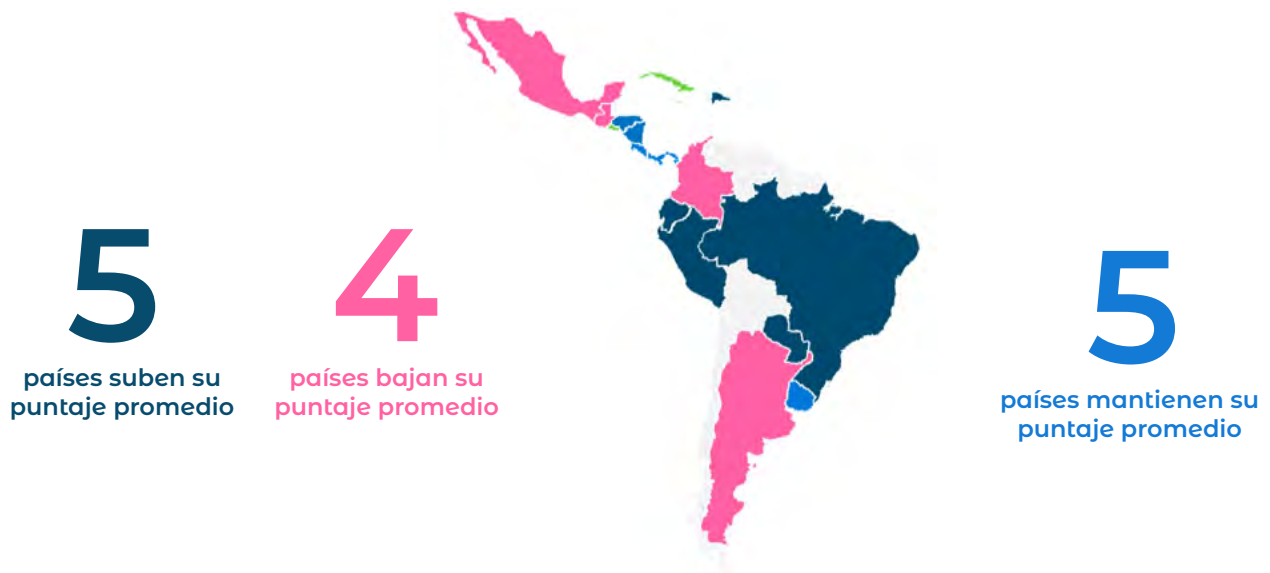 5
países suben su
puntaje promedio
4
países bajan su
puntaje promedio
5
países mantienen su
puntaje promedio